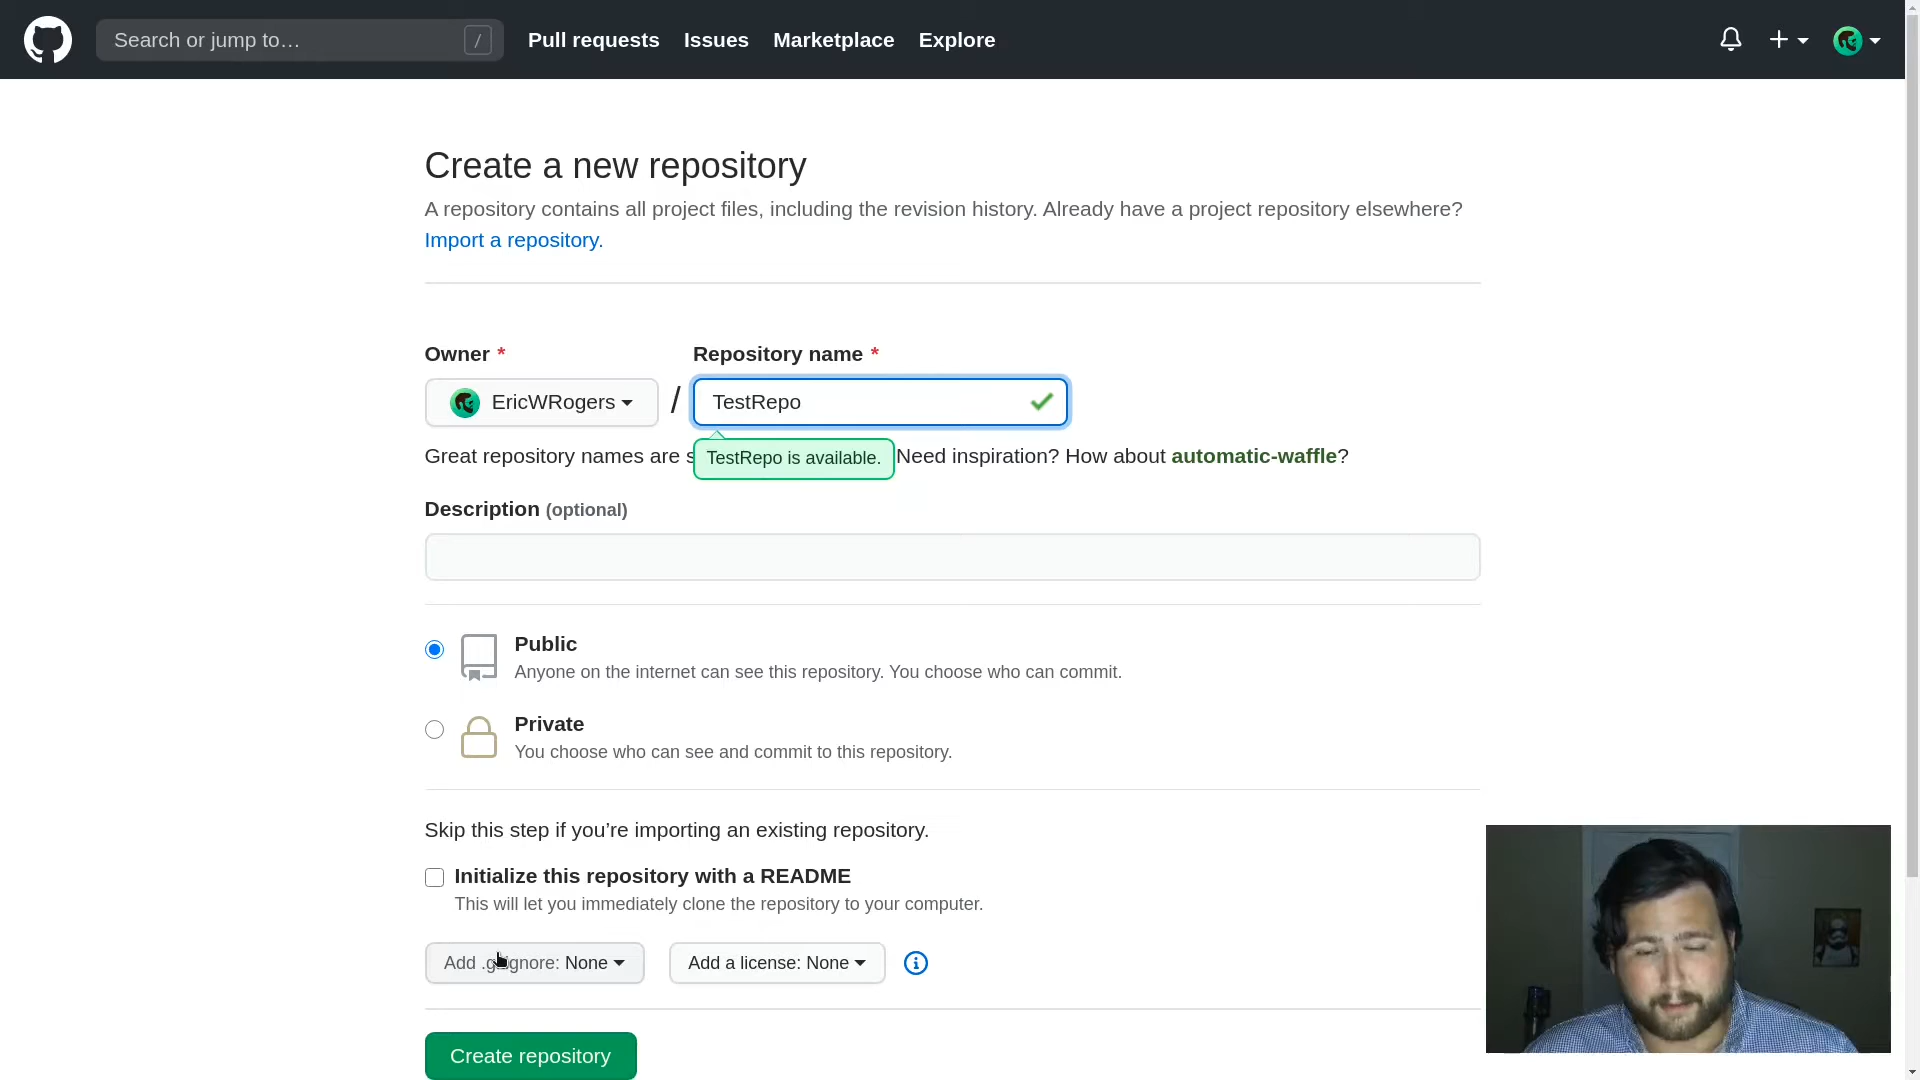 Search or jump to… /
Pull requests Issues Marketplace Explore
Create a new repository
A repository contains all project files, including the revision history. Already have a project repository elsewhere?
Import a repository.
Owner * Repository name *
EricWRogers / TestRepo
Great repository names are Need inspiration? How about automatic-waffle?
TestRepo is available.
Description (optional)
Public
Anyone on the internet can see this repository. You choose who can commit.
Private
You choose who can see and commit to this repository.
Skip this step if you’re importing an existing repository.
Initialize this repository with a README
This will let you immediately clone the repository to your computer.
Add .gitignore: None Add a license: None
Create repository